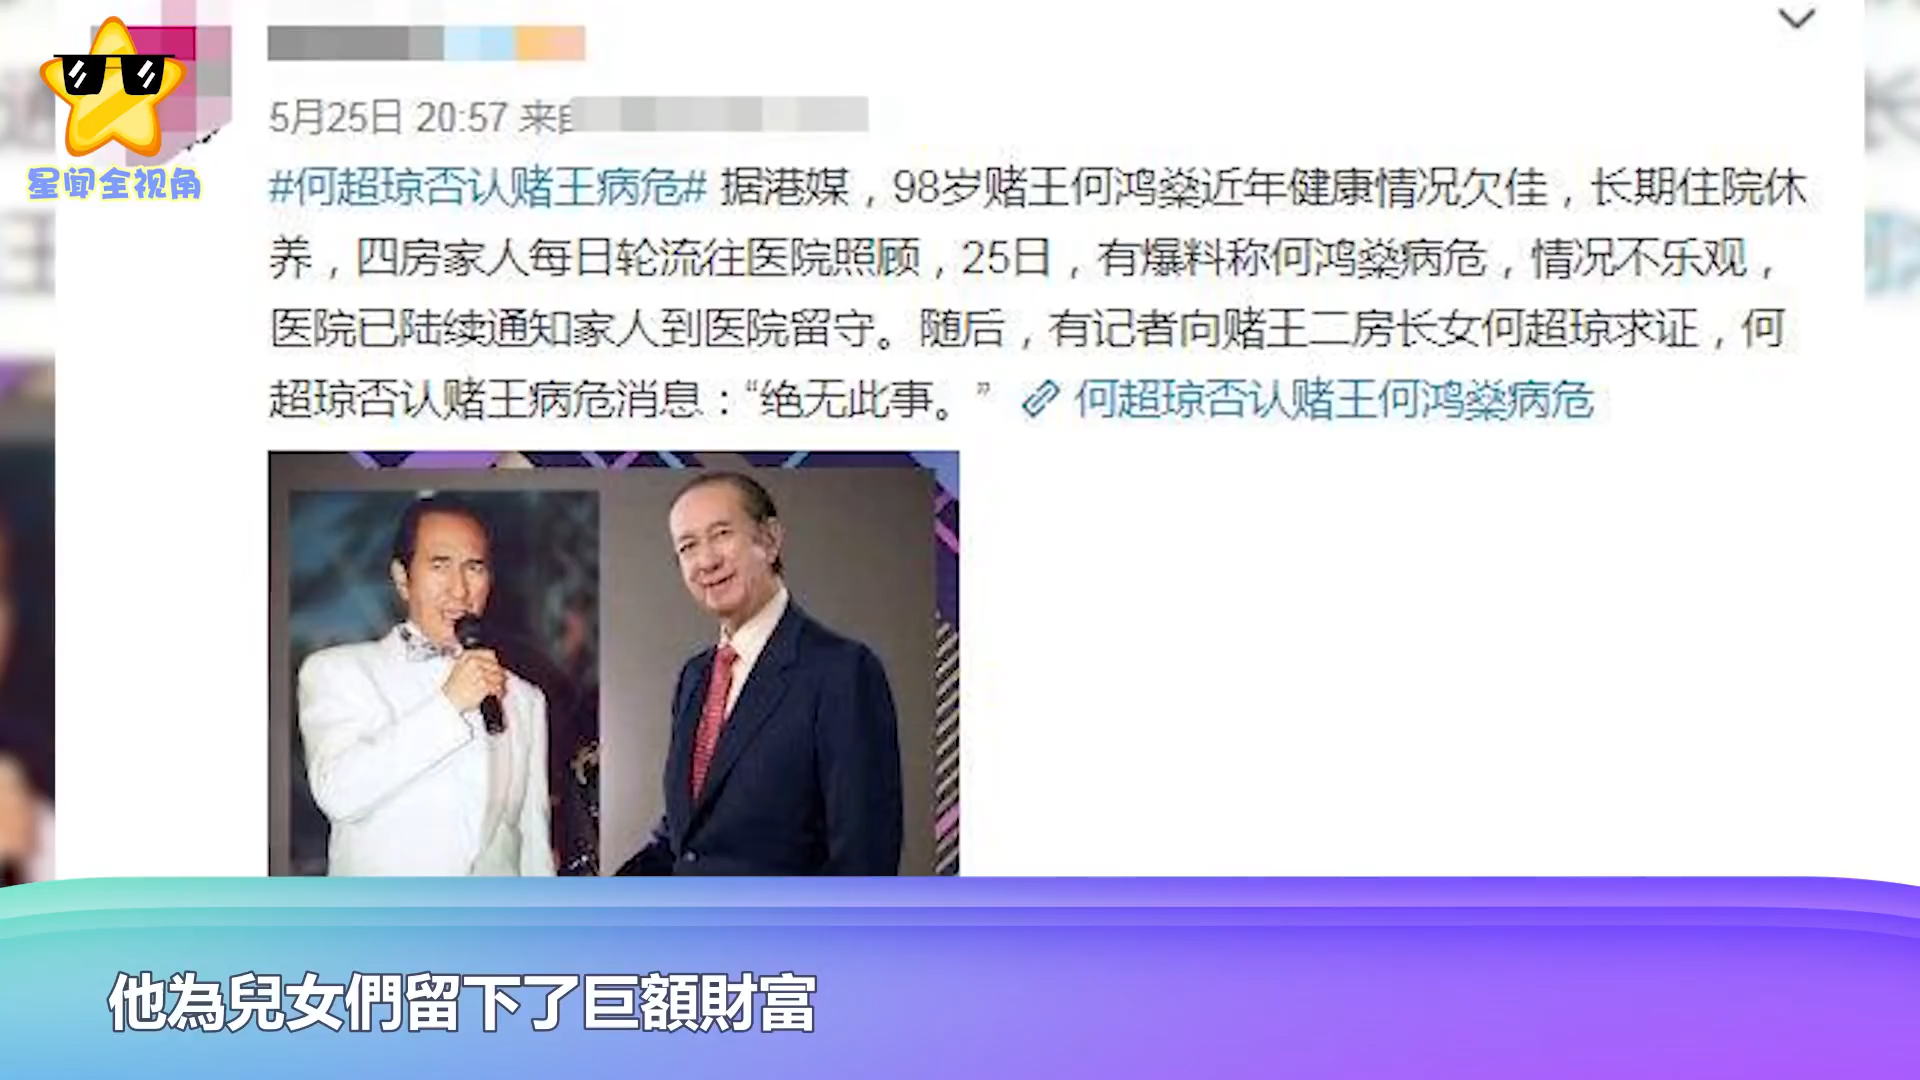 星闻全视角
5月25日 20:57 来自
#何超琼否认赌王病危# 据港媒，98岁赌王何鸿燊近年健康情况欠佳，长期住院休
养，四房家人每日轮流往医院照顾，25日，有爆料称何鸿燊病危，情况不乐观，
医院已陆续通知家人到医院留守。随后，有记者向赌王二房长女何超琼求证，何
超琼否认赌王病危消息：“绝无此事。” 何超琼否认赌王何鸿燊病危
他為兒女們留下了巨額財富